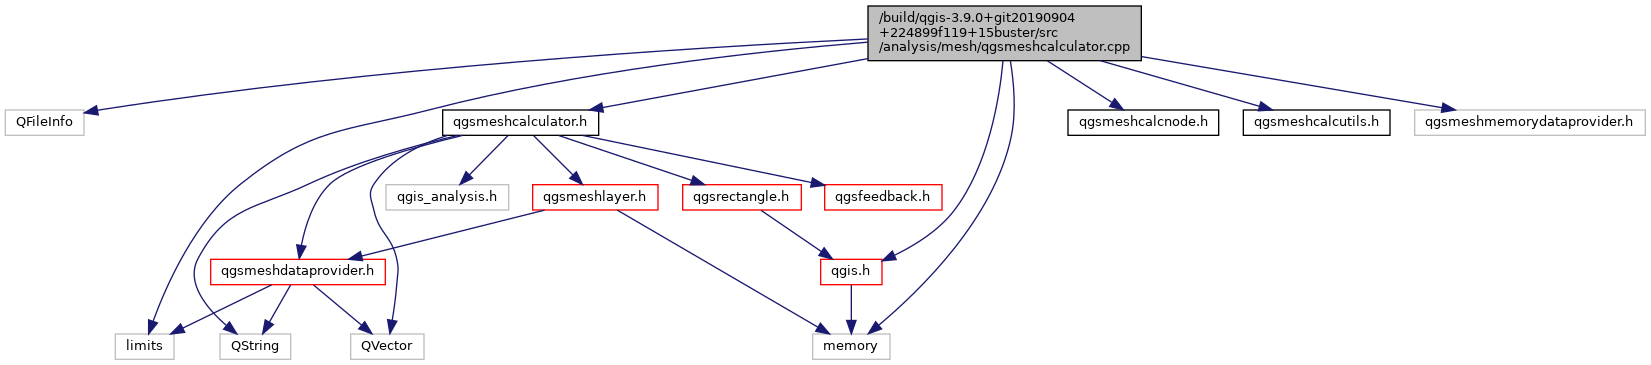 /build/qgis-3.9.0+git20190904
+224899f119+15buster/src
/analysis/mesh/qgsmeshcalculator.cpp
QFileInfo
qgsmeshcalculator.h
qgsmeshcalcnode.h
qgsmeshcalcutils.h
qgsmeshmemorydataprovider.h
qgis_analysis.h
qgsmeshlayer.h
qgsrectangle.h
qgsfeedback.h
qgsmeshdataprovider.h
qgis.h
limits
QString
QVector
memory